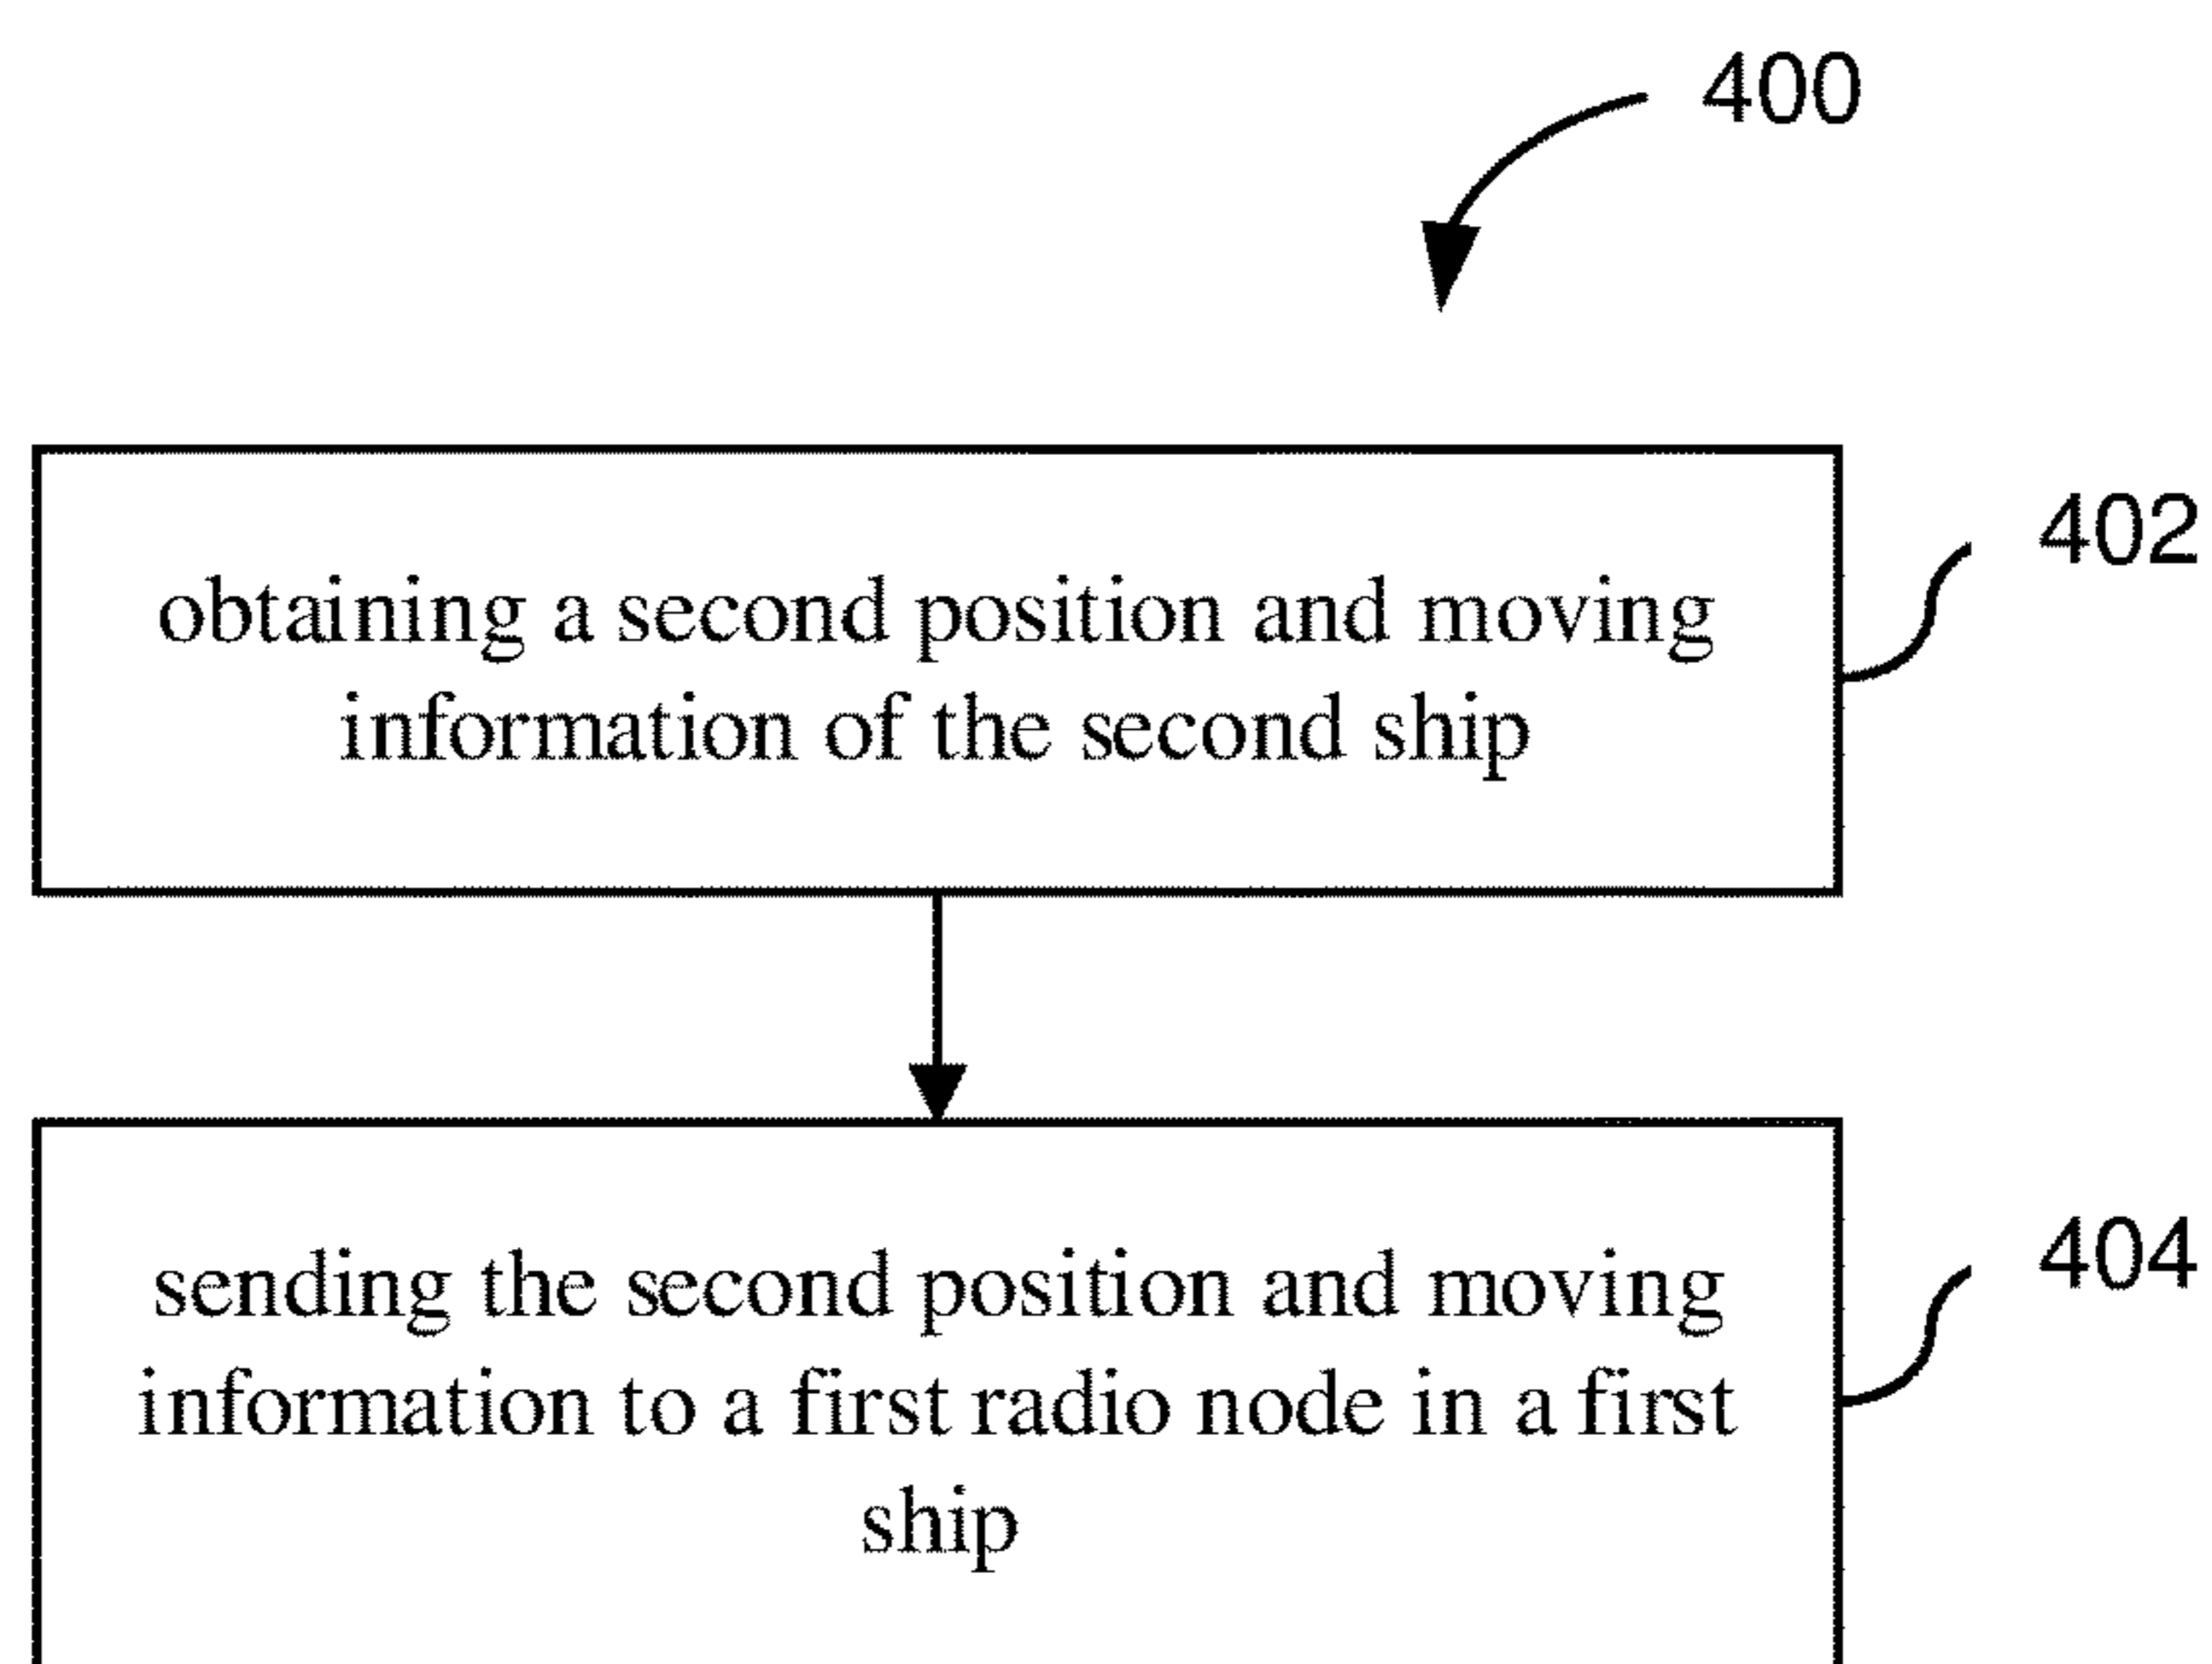 400
402
obtaining a second position and moving
information of the second ship
404
sending the second position and moving
information to a first radio node in a first
ship